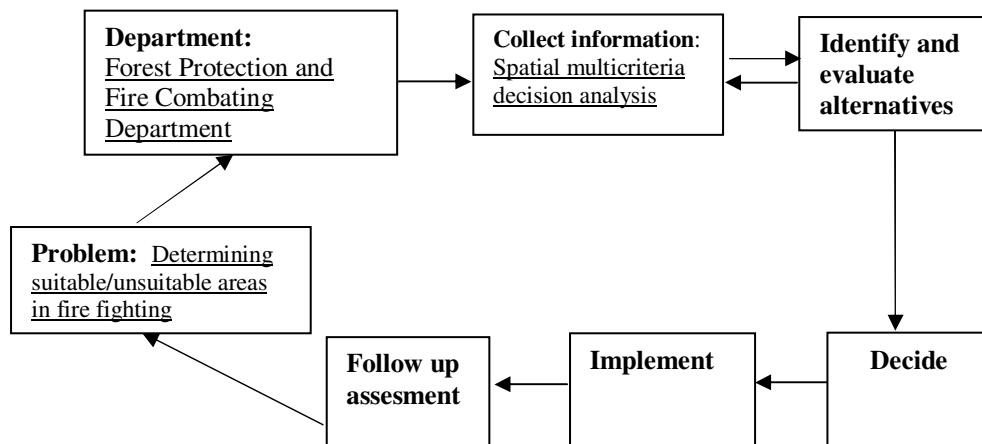 Department:
Forest Protection and
Fire Combating
Department
Collect information:
Spatial multicriteria
decision analysis
Identify and
evaluate
alternatives
Problem: Determining
suitable/unsuitable areas
in fire fighting
Follow up
assesment
Implement
Decide